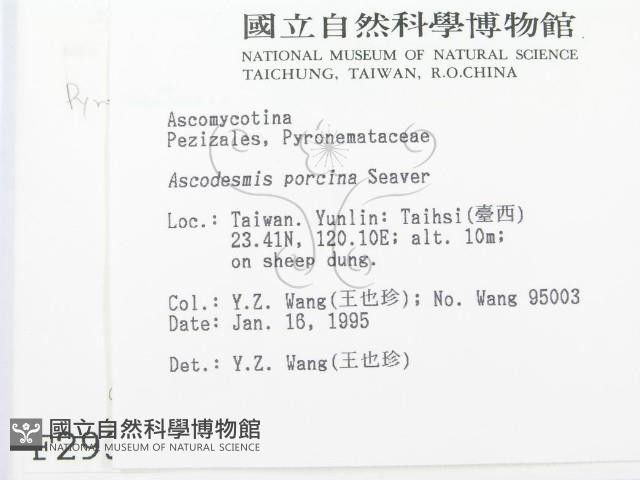 國立自然科學博物館
NATIONAL MUSEUM OF NATURAL SCIENCE
TAICHUNG, TAIWAN, R.O.CHINA
Ascomycotina
Pezizales, Pyronemataceae
Ascodesmis porcina Seaver
Loc.: Taiwan. Yunlin: Taihsi(臺西)
23.41N, 120.10E; alt. 10m;
on sheep dung.
Col.: Y.Z. Wang(王也珍); No. Wang 95003
Date: Jan. 16, 1995
Det.: Y.Z. Wang(王也珍)
國立自然科學博物館
NATIONAL MUSEUM OF NATURAL SCIENCE